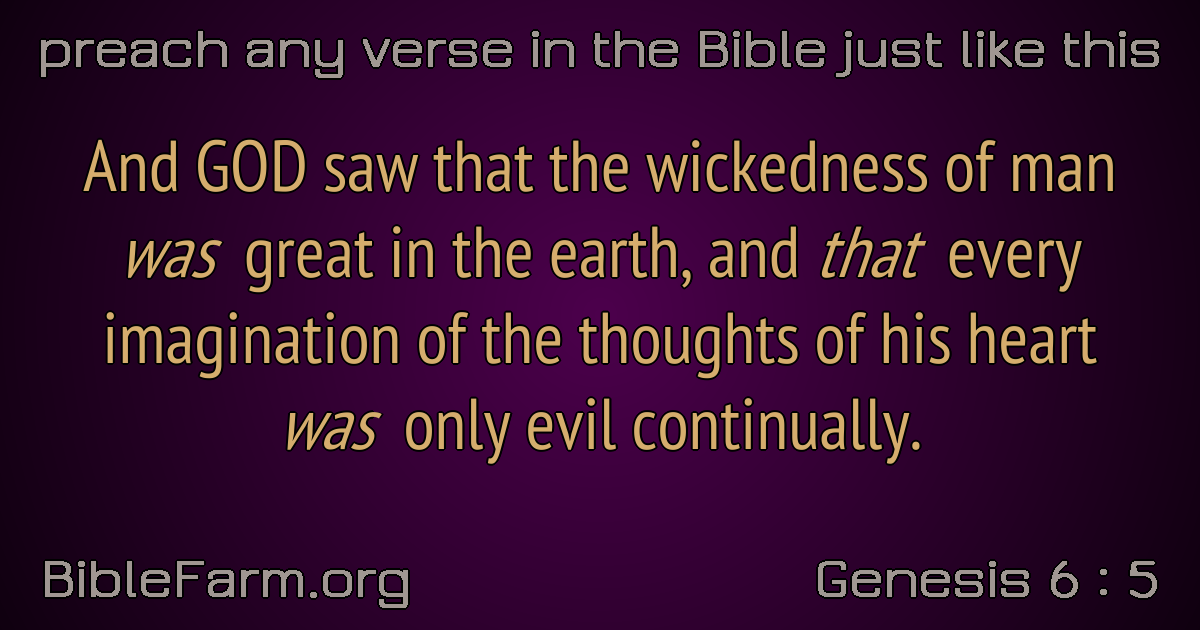 preach any verse in the Bible just like this
And GOD saw that the wickedness of man
was great in the earth, and that every
imagination of the thoughts of his heart
was only evil continually.
BibleFarm.org
Genesis 6 : 5